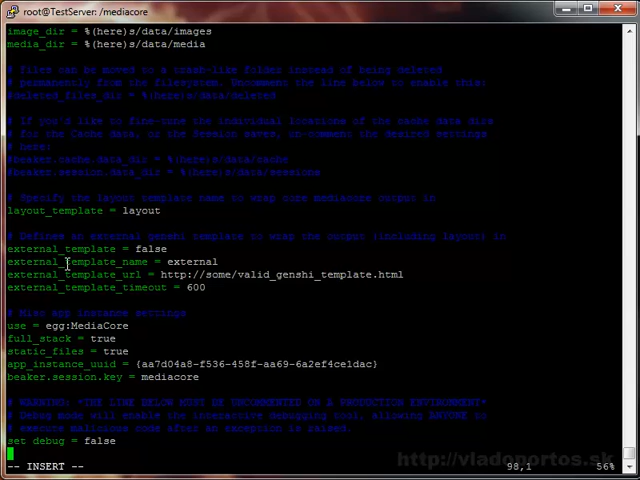 root@TestServer: /mediacore
image_dir = %(here)s/data/images
media_dir = %(here)s/data/media
# files can be moved to a trash-like folder instead of being deleted
# permanently from the filesystem. Uncomment the line below to enable this:
#deleted_files_dir = %(here)s/data/deleted
# If you'd like to fine-tune the individual locations of the cache data dirs
# for the Cache data, or the Session saves, un-comment the desired settings
# here:
#beaker.cache.data_dir = %(here)s/data/cache
#beaker.session.data_dir = %(here)s/data/sessions
# Specify the layout template name to wrap core mediacore output in
layout_template = layout
# Defines an external genshi template to wrap the output (including layout) in
external_template = false
external_template_name = external
external_template_url = http://some/valid_genshi_template.html
external_template_timeout = 600
# Misc app instance settings
use = egg:MediaCore
full_stack = true
static_files = true
app_instance_uuid = {aa7d04a8-f536-458f-aa69-6a2ef4ce1dac}
beaker.session.key = mediacore
# WARNING: *THE LINE BELOW MUST BE UNCOMMENTED ON A PRODUCTION ENVIRONMENT*
# Debug mode will enable the interactive debugging tool, allowing ANYONE to
# execute malicious code after an exception is raised.
set debug = false
-- INSERT --
98,1
56%
http://vladoportos.sk